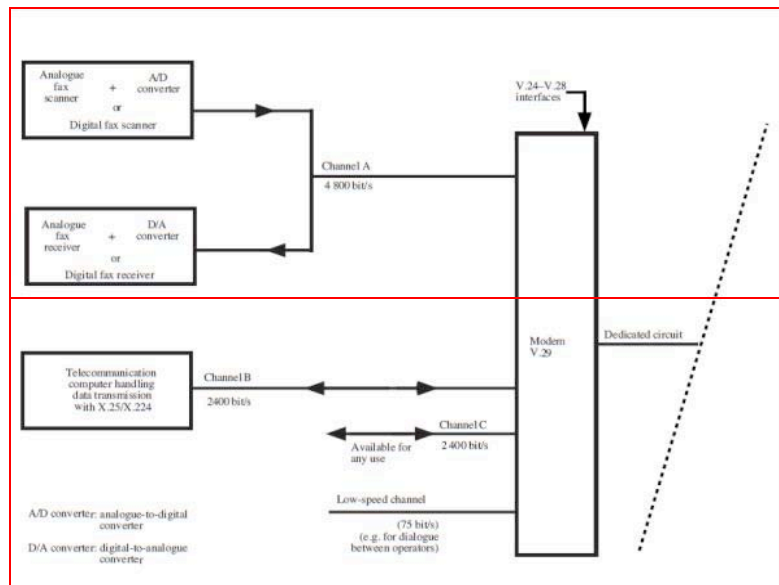 Analogue fax scanner + A/D converter
or
Digital fax scanner
V.24–V.28
interfaces
Channel A
4 800 bit/s
Analogue fax receiver + D/A converter
or
Digital fax receiver
Modem
V.29
Dedicated circuit
Telecommunication
computer handling
data transmission
with X.25/X.224
Channel B
2400 bit/s
Channel C
2 400 bit/s
Available for
any use
Low-speed channel
(75 bit/s)
(e.g. for dialogue
between operators)
A/D converter: analogue-to-digital
converter
D/A converter: digital-to-analogue
converter